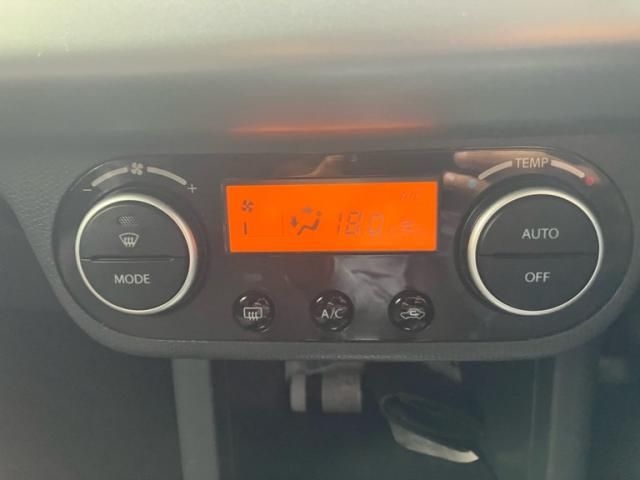 +
TEMP
18.0
AUTO
MODE
OFF
A/C